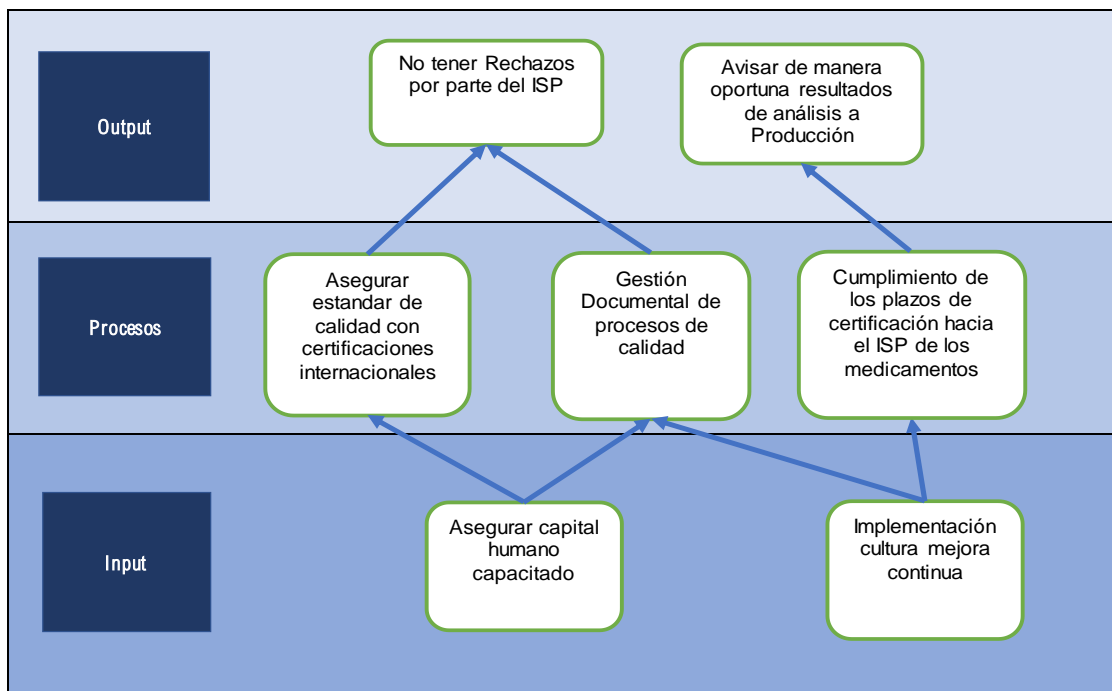 Output
No tener Rechazos
por parte del ISP
Avisar de manera
oportuna resultados
de análisis a
Producción
Procesos
Asegurar
estandar de
calidad con
certificaciones
internacionales
Gestión
Documental de
procesos de
calidad
Cumplimiento de
los plazos de
certificación hacia
el ISP de los
medicamentos
Input
Asegurar capital
humano
capacitado
Implementación
cultura mejora
continua